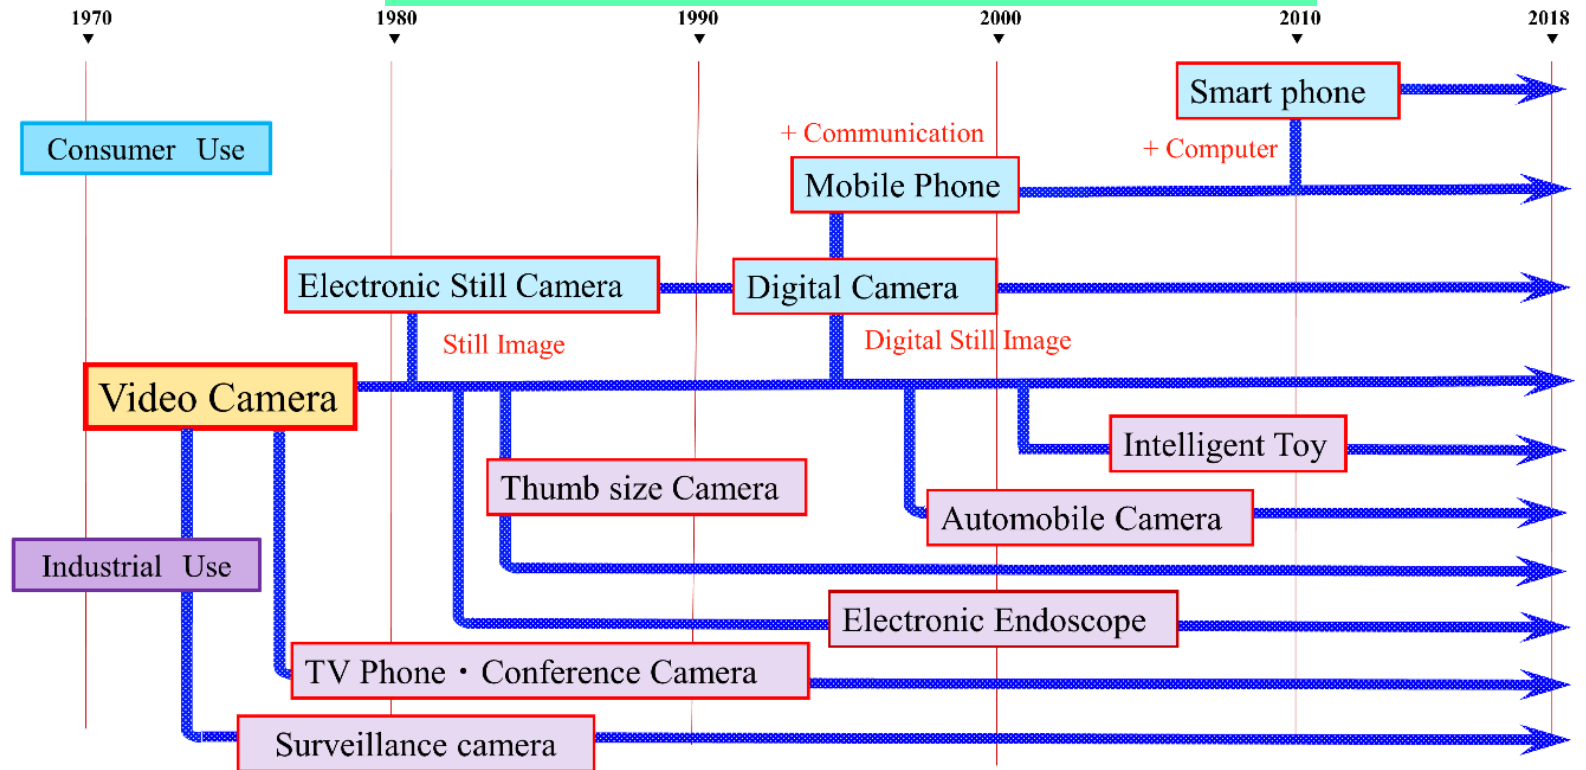 1970 1980 1990 2000 2010 2018
Smart phone
+ Communication
Consumer Use
+ Computer
Mobile Phone
Electronic Still Camera
Digital Camera
Still Image
Digital Still Image
Video Camera
Intelligent Toy
Thumb size Camera
Automobile Camera
Industrial Use
Electronic Endoscope
TV Phone・Conference Camera
Surveillance camera